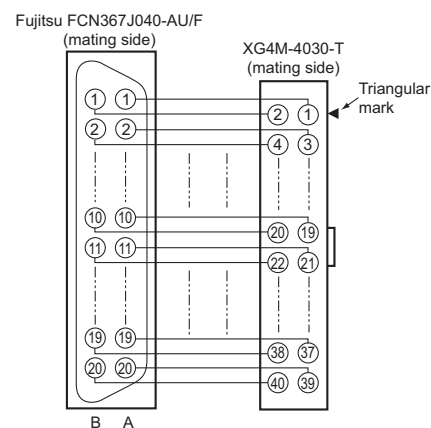 Fujitsu FCN367J040-AU/F
(mating side)
XG4M-4030-T
(mating side)
Triangular
mark
1 1
2 1
2 2
4 3
10 10
20 19
11 11
22 21
19 19
38 37
20 20
40 39
B A